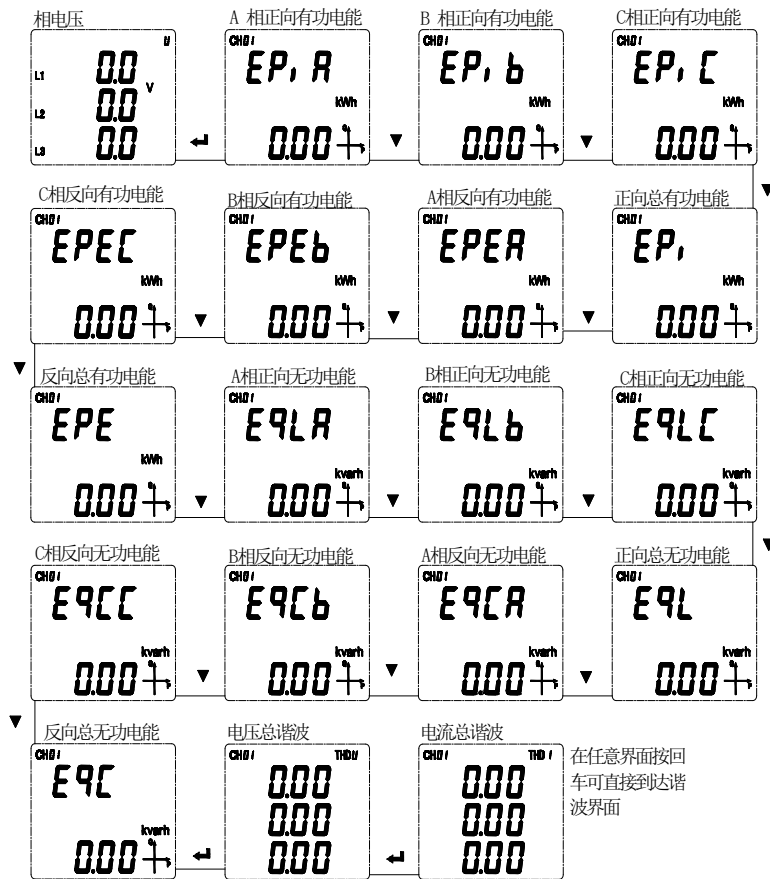 相电压
A 相正向有功电能
B 相正向有功电能
C相正向有功电能
U
L1 0.0
V
L2 0.0
L3 0.0
CH01
EPi A
kWh
0.00
CH01
EPi b
kWh
0.00
CH01
EPi C
kWh
0.00
C相反向有功电能
B相反向有功电能
A相反向有功电能
正向总有功电能
CH01
EPEC
kWh
0.00
CH01
EPEb
kWh
0.00
CH01
EPEA
kWh
0.00
CH01
EPi
kWh
0.00
反向总有功电能
A相正向无功电能
B相正向无功电能
C相正向无功电能
CH01
EPE
kWh
0.00
CH01
EqLA
kvarh
0.00
CH01
EqLb
kvarh
0.00
CH01
EqLC
kvarh
0.00
C相反向无功电能
B相反向无功电能
A相反向无功电能
正向总无功电能
CH01
EqCC
kvarh
0.00
CH01
EqCb
kvarh
0.00
CH01
EqCA
kvarh
0.00
CH01
EqL
kvarh
0.00
反向总无功电能
电压总谐波
电流总谐波
CH01
EqC
kvarh
0.00
CH01 THDU
0.00
0.00
0.00
CH01 THD I
0.00
0.00
0.00
在任意界面按回
车可直接到达谐
波界面